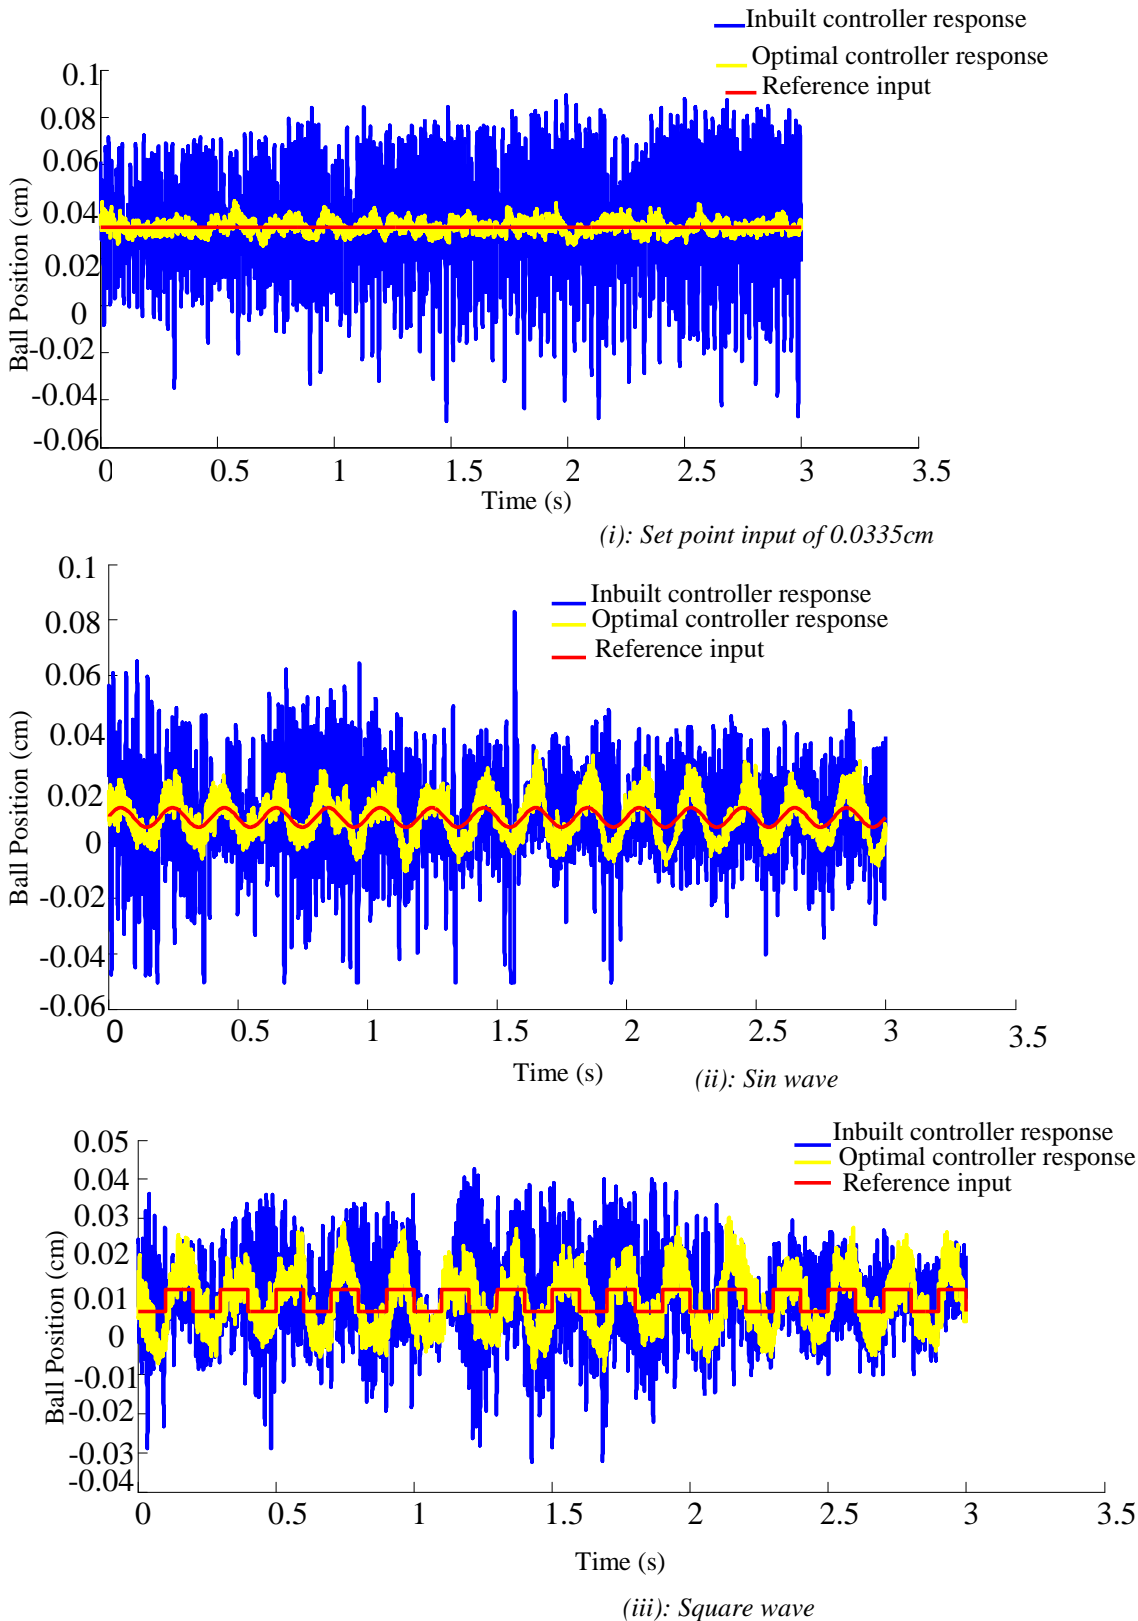 Inbuilt controller response
Optimal controller response
Reference input
0.1
0.08
0.06
0.04
0.02
0
-0.02
-0.04
-0.06
Ball Position (cm)
0 0.5 1 1.5 2 2.5 3 3.5
Time (s)
(i): Set point input of 0.0335cm
Inbuilt controller response
Optimal controller response
Reference input
0.1
0.08
0.06
0.04
0.02
0
-0.02
-0.04
-0.06
Ball Position (cm)
0 0.5 1 1.5 2 2.5 3 3.5
Time (s)
(ii): Sin wave
Inbuilt controller response
Optimal controller response
Reference input
0.05
0.04
0.03
0.02
0.01
0
-0.01
-0.02
-0.03
-0.04
Ball Position (cm)
0 0.5 1 1.5 2 2.5 3 3.5
Time (s)
(iii): Square wave